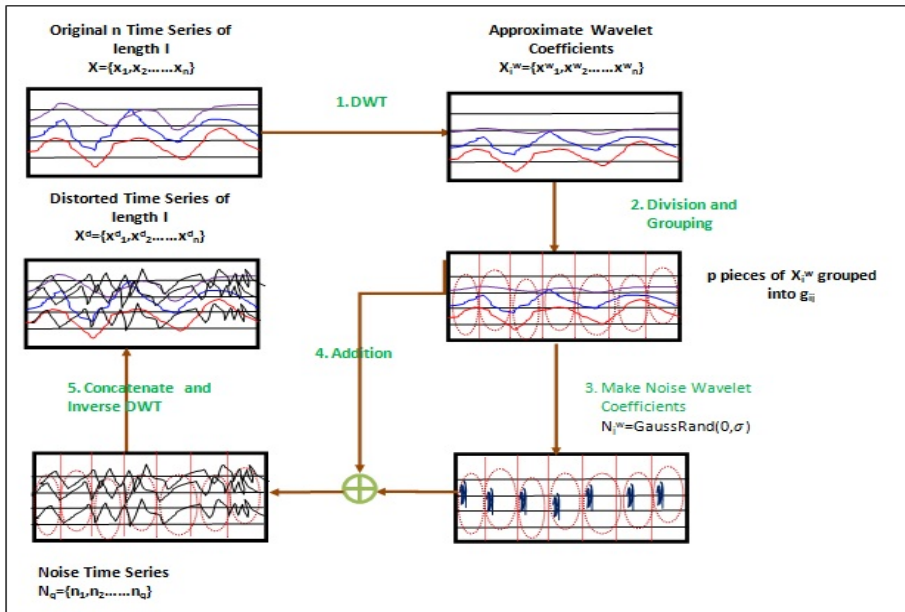 Original n Time Series of
length l
X={x₁,x₂......xₙ}
Approximate Wavelet
Coefficients
Xᵢʷ={xʷ₁,xʷ₂......xʷₙ}
1. DWT
Distorted Time Series of
length l
Xᵈ={xᵈ₁,xᵈ₂......xᵈₙ}
2. Division and
Grouping
p pieces of Xᵢʷ grouped
into gᵢⱼ
4. Addition
5. Concatenate and
Inverse DWT
3. Make Noise Wavelet
Coefficients
Nᵢʷ=GaussRand(0,σ)
Noise Time Series
N_q={n₁,n₂......n_q}